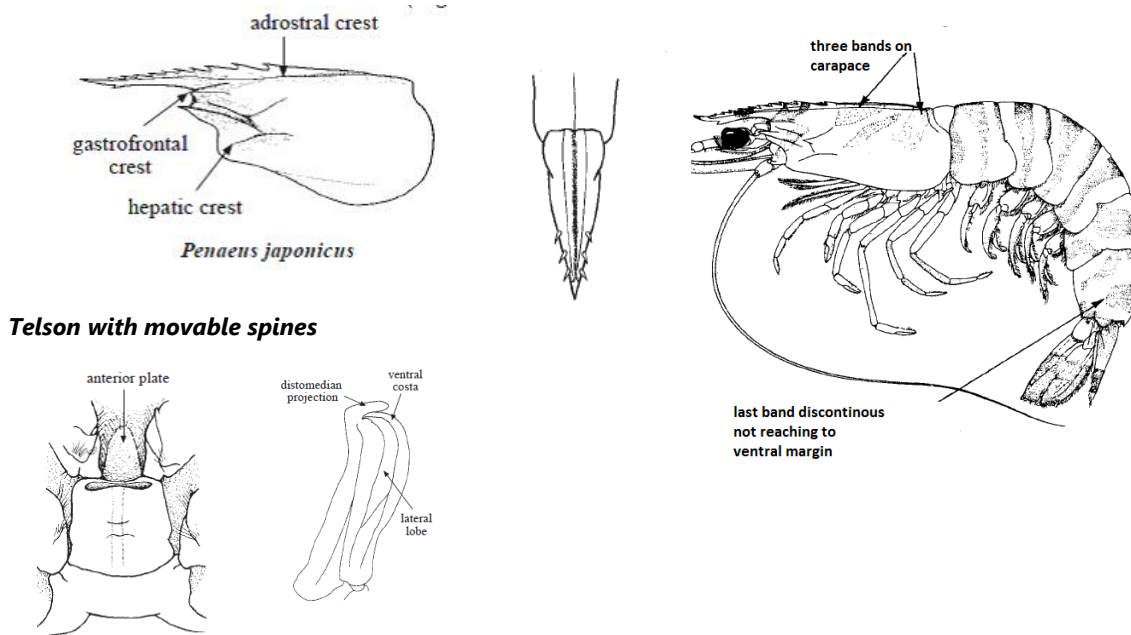 adrostral crest
gastrofrontal
crest
hepatic crest
Penaeus japonicus
three bands on
carapace
last band discontinous
not reaching to
ventral margin
Telson with movable spines
anterior plate
distomedian
projection
ventral
costa
lateral
lobe